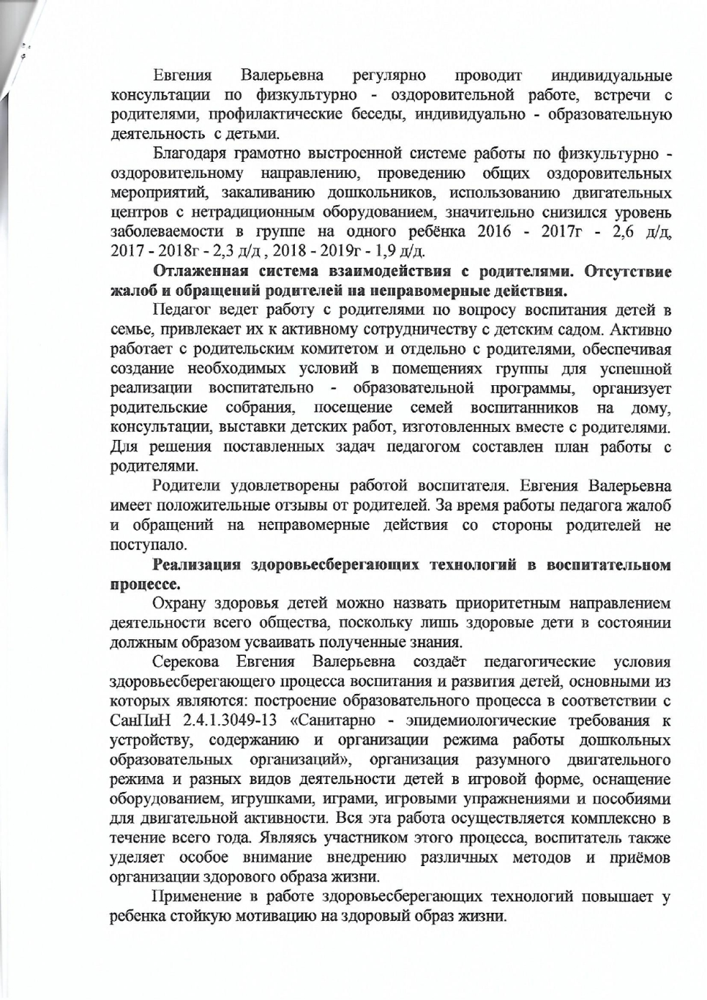 Евгения Валерьевна регулярно проводит индивидуальные
консультации по физкультурно - оздоровительной работе, встречи с
родителями, профилактические беседы, индивидуально - образовательную
деятельность с детьми.
Благодаря грамотно выстроенной системе работы по физкультурно -
оздоровительному направлению, проведению общих оздоровительных
мероприятий, закаливанию дошкольников, использованию двигательных
центров с нетрадиционным оборудованием, значительно снизился уровень
заболеваемости в группе на одного ребёнка 2016 - 2017г - 2,6 д/д,
2017 - 2018г - 2,3 д/д , 2018 - 2019г - 1,9 д/д.
Отлаженная система взаимодействия с родителями. Отсутствие
жалоб и обращений родителей на неправомерные действия.
Педагог ведет работу с родителями по вопросу воспитания детей в
семье, привлекает их к активному сотрудничеству с детским садом. Активно
работает с родительским комитетом и отдельно с родителями, обеспечивая
создание необходимых условий в помещениях группы для успешной
реализации воспитательно - образовательной программы, организует
родительские собрания, посещение семей воспитанников на дому,
консультации, выставки детских работ, изготовленных вместе с родителями.
Для решения поставленных задач педагогом составлен план работы с
родителями.
Родители удовлетворены работой воспитателя. Евгения Валерьевна
имеет положительные отзывы от родителей. За время работы педагога жалоб
и обращений на неправомерные действия со стороны родителей не
поступало.
Реализация здоровьесберегающих технологий в воспитательном
процессе.
Охрану здоровья детей можно назвать приоритетным направлением
деятельности всего общества, поскольку лишь здоровые дети в состоянии
должным образом усваивать полученные знания.
Серекова Евгения Валерьевна создаёт педагогические условия
здоровьесберегающего процесса воспитания и развития детей, основными из
которых являются: построение образовательного процесса в соответствии с
СанПиН 2.4.1.3049-13 «Санитарно - эпидемиологические требования к
устройству, содержанию и организации режима работы дошкольных
образовательных организаций», организация разумного двигательного
режима и разных видов деятельности детей в игровой форме, оснащение
оборудованием, игрушками, играми, игровыми упражнениями и пособиями
для двигательной активности. Вся эта работа осуществляется комплексно в
течение всего года. Являясь участником этого процесса, воспитатель также
уделяет особое внимание внедрению различных методов и приёмов
организации здорового образа жизни.
Применение в работе здоровьесберегающих технологий повышает у
ребенка стойкую мотивацию на здоровый образ жизни.